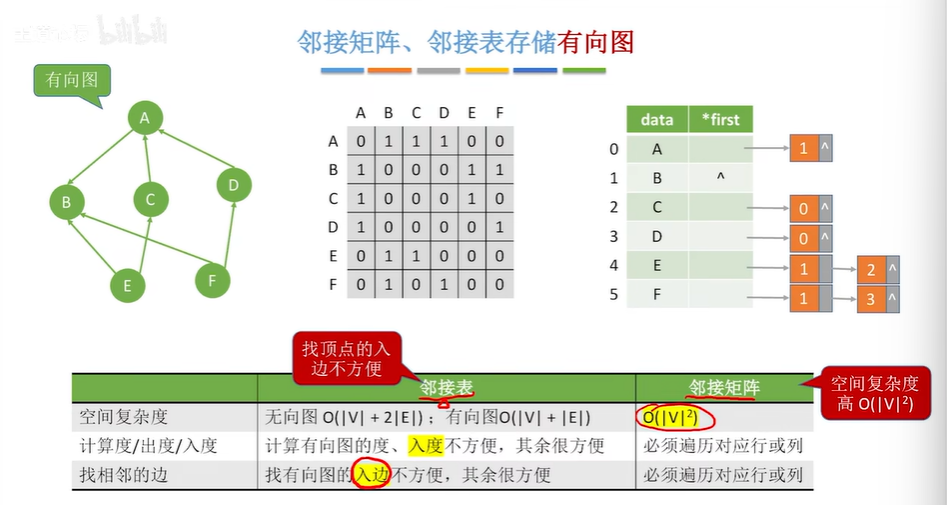 邻接矩阵、邻接表存储有向图
有向图
A
B
C
D
E
F
A B C D E F
A 0 1 1 1 0 0
B 1 0 0 0 1 1
C 1 0 0 0 1 0
D 1 0 0 0 0 1
E 0 1 1 0 0 0
F 0 1 0 1 0 0
data *first
0 A 1 ^
1 B ^
2 C 0 ^
3 D 0 ^
4 E 1 2 ^
5 F 1 3 ^
找顶点的入
边不方便
空间复杂度
高 O(|V|²)
邻接表 邻接矩阵
空间复杂度 无向图 O(|V| + 2|E|)；有向图O(|V| + |E|) O(|V|²)
计算度/出度/入度 计算有向图的度、入度不方便，其余很方便 必须遍历对应行或列
找相邻的边 找有向图的入边不方便，其余很方便 必须遍历对应行或列